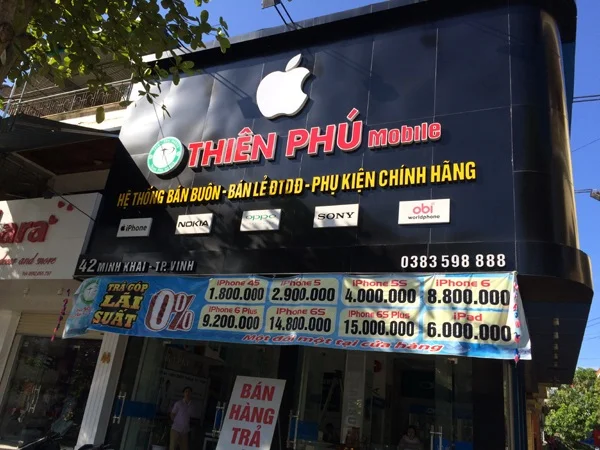 THIÊN PHÚ Mobile
HỆ THỐNG BÁN BUÔN - BÁN LẺ ĐTDĐ - PHỤ KIỆN CHÍNH HÃNG
iPhone
NOKIA
oppo
SONY
obi
worldphone
42 MINH KHAI - TP. VINH
0383 598 888
TRẢ GÓP
LÃI
SUẤT
0%
iPhone 4S
1.800.000
iPhone 5
2.900.000
iPhone 5S
4.000.000
iPhone 6
8.800.000
iPhone 6 Plus
9.200.000
iPhone 6S
14.800.000
iPhone 6S Plus
15.000.000
iPad
6.000.000
Một đổi một tại cửa hàng
BÁN
HÀNG
TRẢ